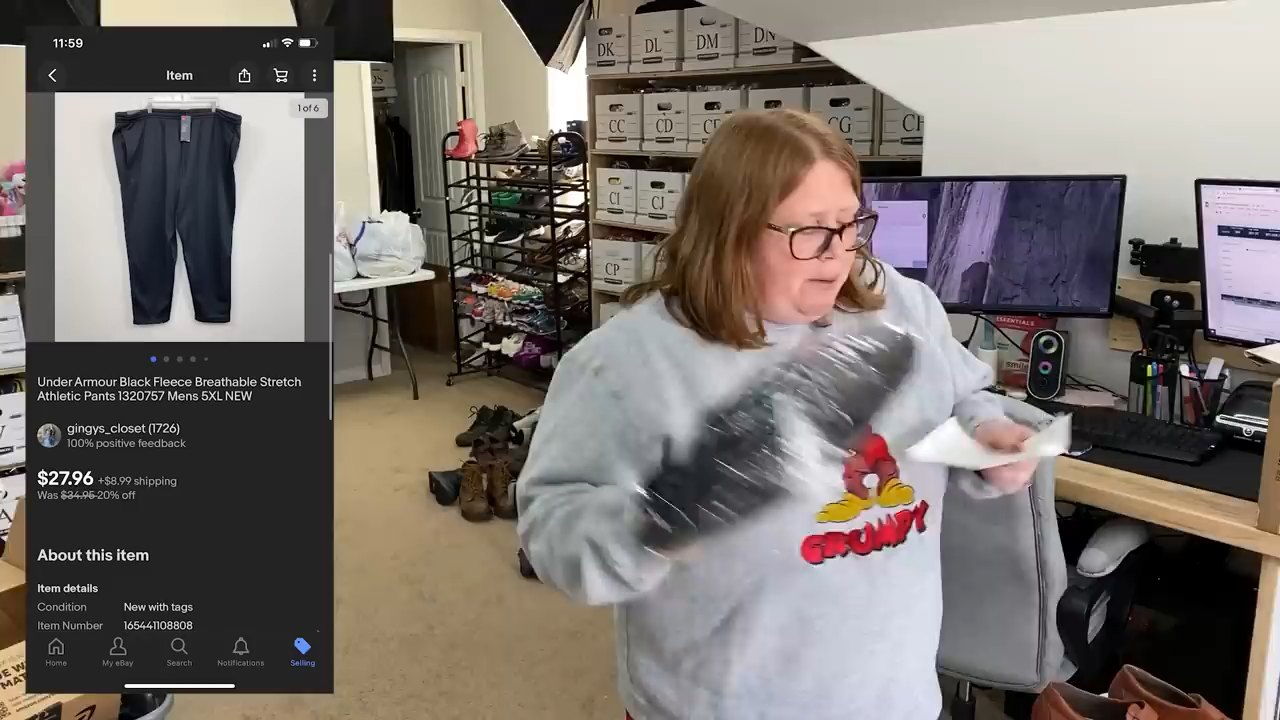 11:59
Item
1 of 6
Under Armour Black Fleece Breathable Stretch
Athletic Pants 1320757 Mens 5XL NEW
gingys_closet (1726)
100% positive feedback
$27.96 +$8.99 shipping
Was $34.95 20% off
About this item
Item details
Condition New with tags
Item Number 165441108808
Home
My eBay
Search
Notifications
Selling
DK
DL
DM
DN
CC
CD
CG
CI
CJ
CP
ESSENTIALS
GRUMPY